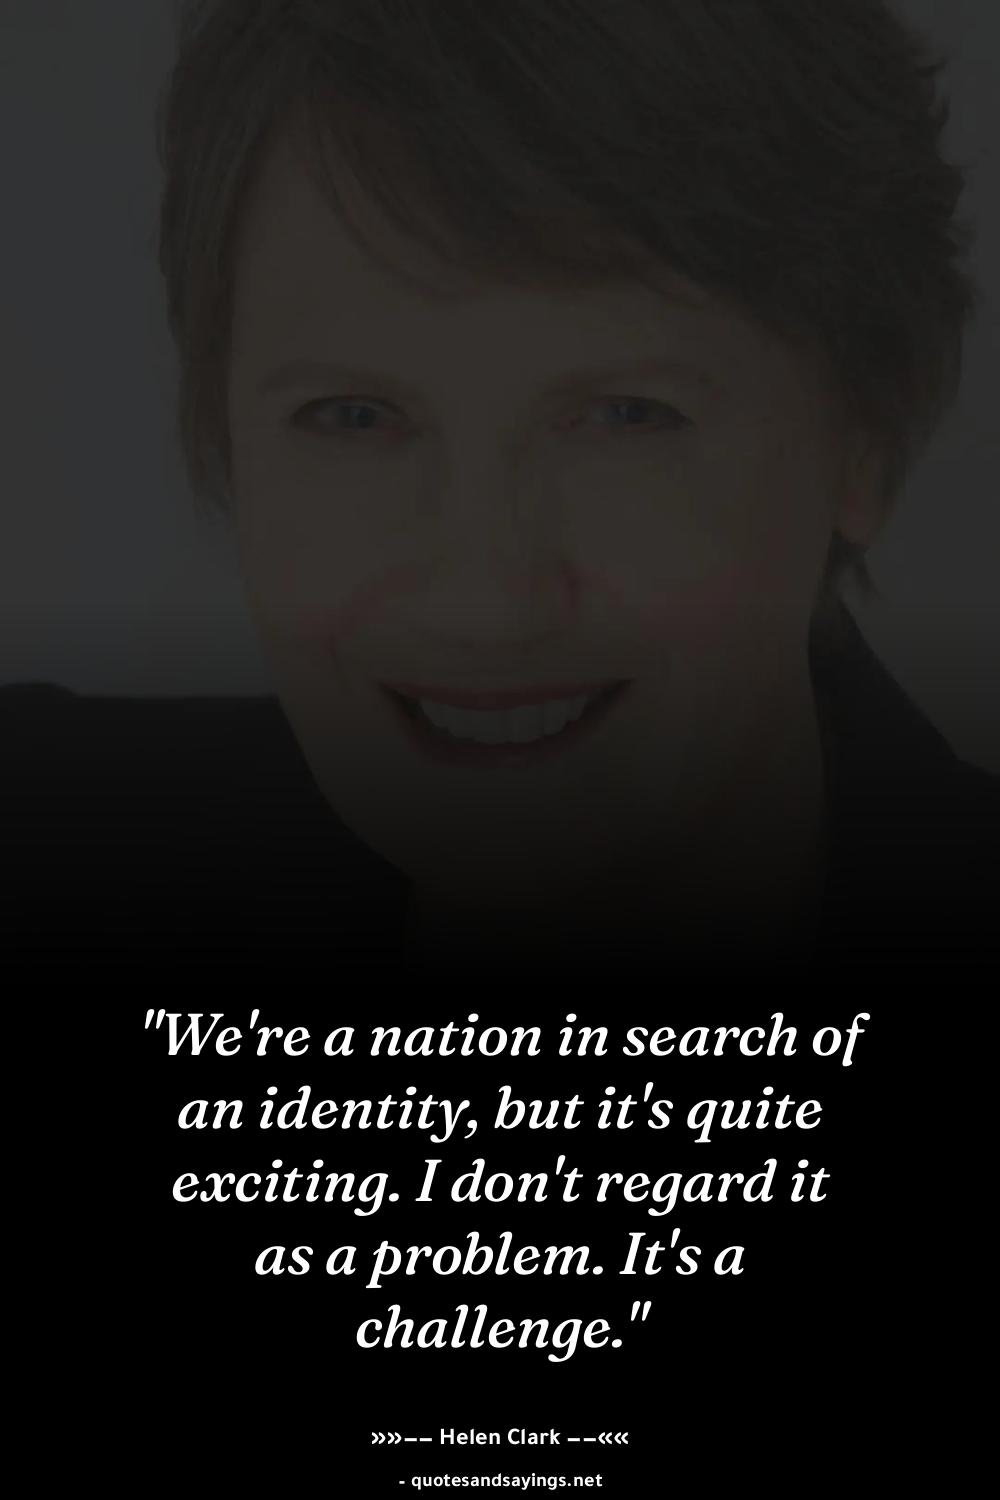 "We're a nation in search of
an identity, but it's quite
exciting. I don't regard it
as a problem. It's a
challenge."
»»−− Helen Clark −−««
- quotesandsayings.net